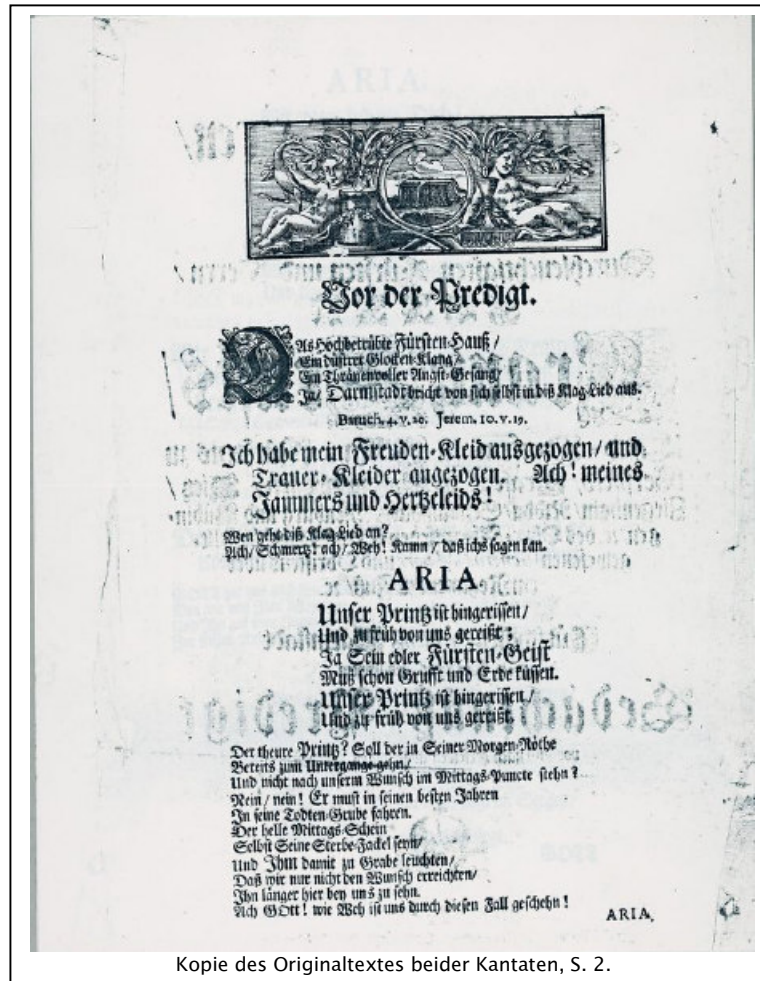 Vor der Predigt.
DAs Hochbetrübte Fürsten-Hauß /
Ein düstrer Glocken-Klang /
Ein Thränenvoller Angst-Gesang /
Ja / Darmstadt bricht von sich selbst in diß Klag-Lied aus.
Baruch. 4. v. 20. Jerem. 10. v. 19.
Ich habe mein Freuden-Kleid ausgezogen / und
Trauer-Kleider angezogen. Ach! meines
Jammers und Hertzeleids!
Wen geht diß Klag-Lied an?
Ach / Schmertz! ach / Weh! Kaum / daß ichs sagen kan.
ARIA
Unser Printz ist hingerissen /
Und zu früh von uns gereißt;
Ja Sein edler Fürsten-Geist
Muß schon Grufft und Erde küssen.
Unser Printz ist hingerissen /
Und zu früh von uns gereißt.
Der theure Printz? Soll der in Seiner Morgen-Röthe
Bereits zum Untergange gehn /
Und nicht nach unserm Wunsch im Mittags-Puncte stehn?
Nein / nein! Er must in seinen besten Jahren
In seine Todten-Grube fahren.
Der helle Mittags-Schein
Selbst Seine Sterbe-Fackel seyn /
Und Ihm damit zu Grabe leuchten /
Daß wir nur nicht den Wunsch erreichten /
Ihn länger hier bey uns zu sehn.
Ach GOtt! wie Weh ist uns durch diesen Fall geschehn!
ARIA,
Kopie des Originaltextes beider Kantaten, S. 2.